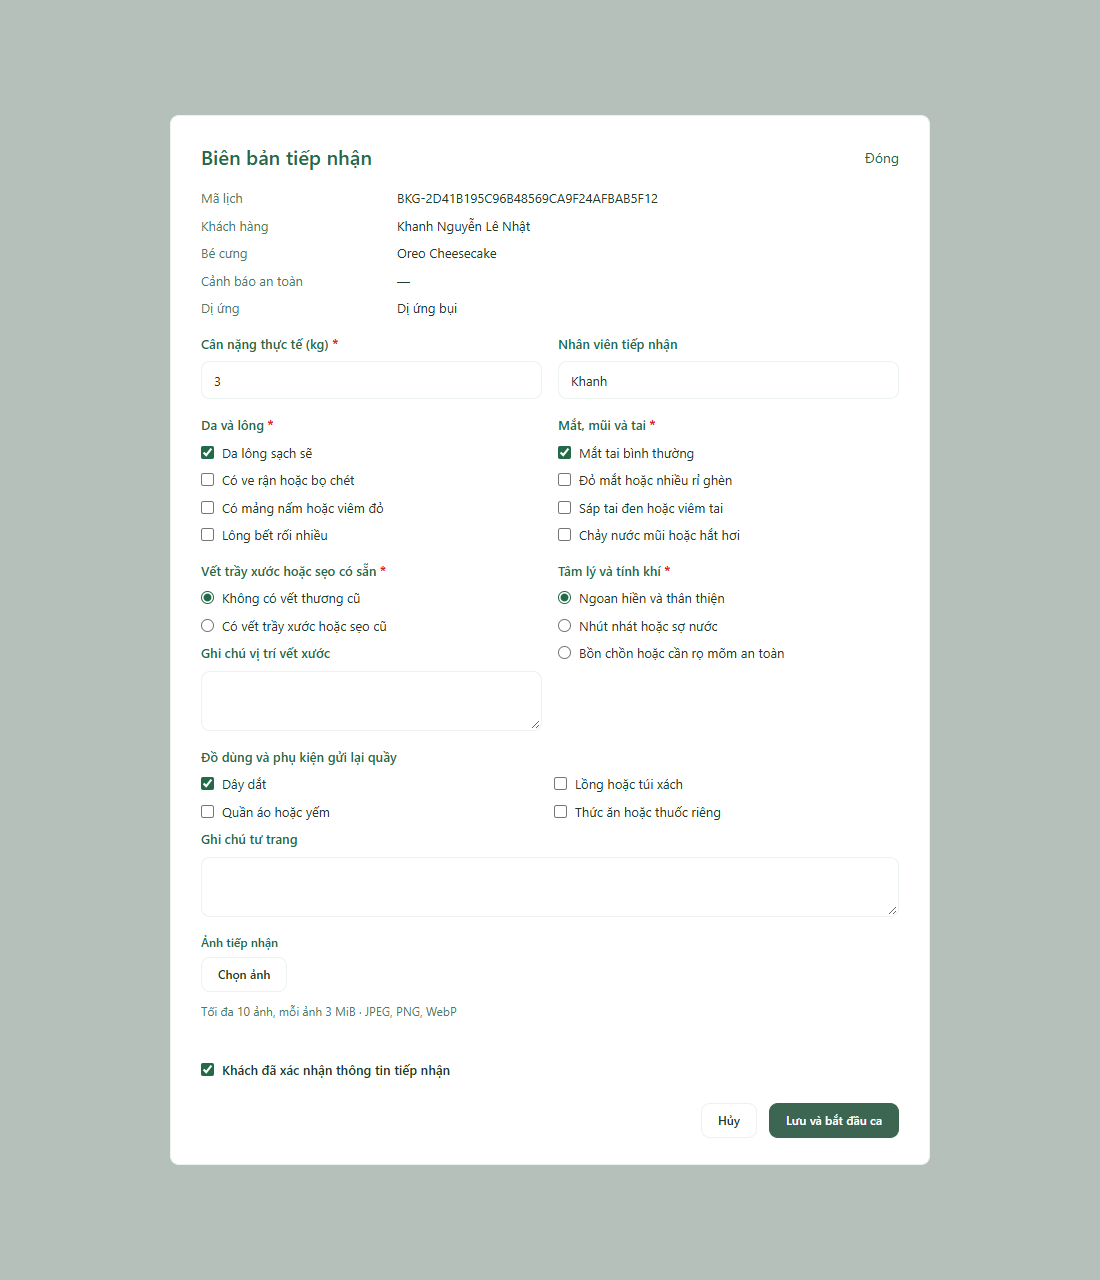 Biên bản tiếp nhận
Đóng
Mã lịch BKG-2D41B195C96B48569CA9F24AFBAB5F12
Khách hàng Khanh Nguyễn Lê Nhật
Bé cưng Oreo Cheesecake
Cảnh báo an toàn —
Dị ứng Dị ứng bụi
Cân nặng thực tế (kg) * Nhân viên tiếp nhận
3 Khanh
Da và lông * Mắt, mũi và tai *
Da lông sạch sẽ Mắt tai bình thường
Có ve rận hoặc bọ chét Đỏ mắt hoặc nhiều rỉ ghèn
Có mảng nấm hoặc viêm đỏ Sáp tai đen hoặc viêm tai
Lông bết rối nhiều Chảy nước mũi hoặc hắt hơi
Vết trầy xước hoặc sẹo có sẵn * Tâm lý và tính khí *
Không có vết thương cũ Ngoan hiền và thân thiện
Có vết trầy xước hoặc sẹo cũ Nhút nhát hoặc sợ nước
Ghi chú vị trí vết xước Bồn chồn hoặc cần rọ mõm an toàn
Đồ dùng và phụ kiện gửi lại quầy
Dây dắt Lồng hoặc túi xách
Quần áo hoặc yếm Thức ăn hoặc thuốc riêng
Ghi chú tư trang
Ảnh tiếp nhận
Chọn ảnh
Tối đa 10 ảnh, mỗi ảnh 3 MiB · JPEG, PNG, WebP
Khách đã xác nhận thông tin tiếp nhận
Hủy Lưu và bắt đầu ca